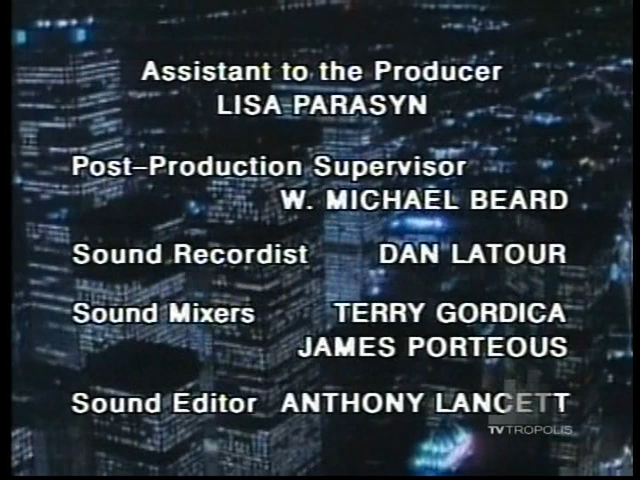 Assistant to the Producer
LISA PARASYN
Post-Production Supervisor
W. MICHAEL BEARD
Sound Recordist DAN LATOUR
Sound Mixers TERRY GORDICA
JAMES PORTEOUS
Sound Editor ANTHONY LANCETT
TVTROPOLIS